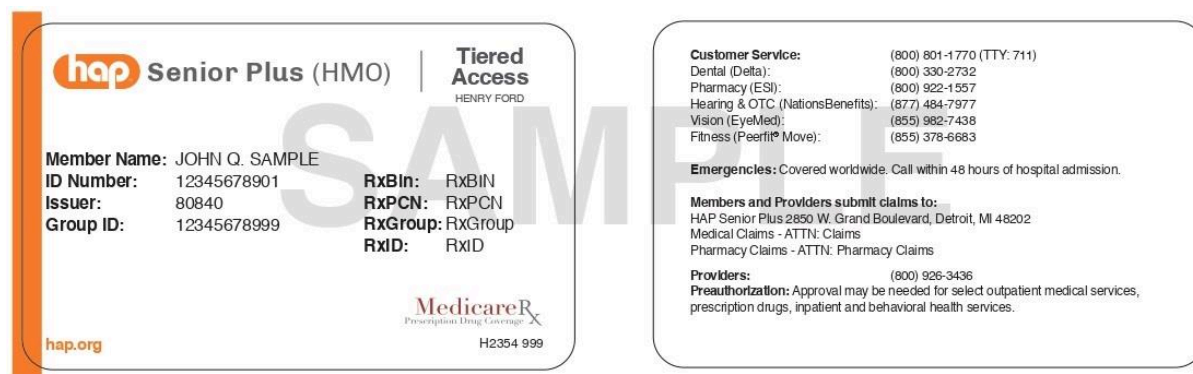 hap Senior Plus (HMO)
Tiered
Access
HENRY FORD
SAMPLE
Member Name: JOHN Q. SAMPLE
ID Number: 12345678901
Issuer: 80840
Group ID: 12345678999
RxBin: RxBIN
RxPCN: RxPCN
RxGroup: RxGroup
RxID: RxID
MedicareRx
Prescription Drug Coverage
hap.org
H2354 999
Customer Service: (800) 801-1770 (TTY: 711)
Dental (Delta): (800) 330-2732
Pharmacy (ESI): (800) 922-1557
Hearing & OTC (NationsBenefits): (877) 484-7977
Vision (EyeMed): (855) 982-7438
Fitness (Peerfit® Move): (855) 378-6683
Emergencies: Covered worldwide. Call within 48 hours of hospital admission.
Members and Providers submit claims to:
HAP Senior Plus 2850 W. Grand Boulevard, Detroit, MI 48202
Medical Claims - ATTN: Claims
Pharmacy Claims - ATTN: Pharmacy Claims
Providers: (800) 926-3436
Preauthorization: Approval may be needed for select outpatient medical services,
prescription drugs, inpatient and behavioral health services.